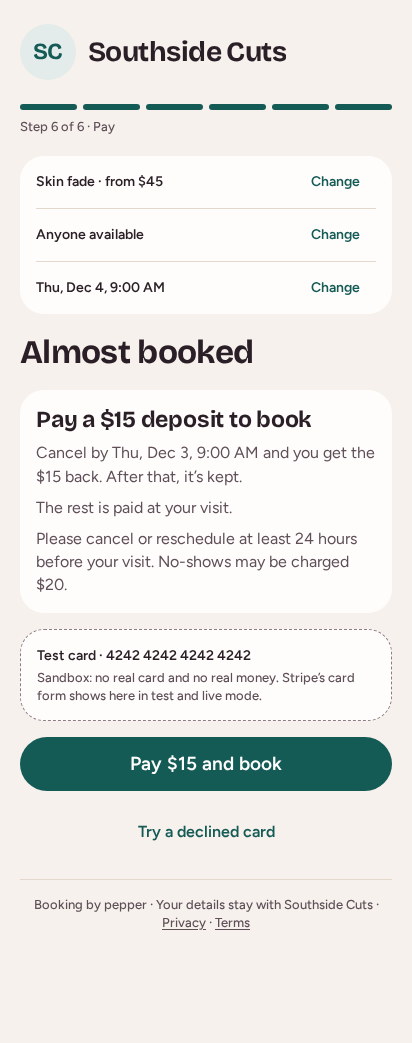 SC Southside Cuts
Step 6 of 6 · Pay
Skin fade · from $45 Change
Anyone available Change
Thu, Dec 4, 9:00 AM Change
Almost booked
Pay a $15 deposit to book
Cancel by Thu, Dec 3, 9:00 AM and you get the
$15 back. After that, it’s kept.
The rest is paid at your visit.
Please cancel or reschedule at least 24 hours
before your visit. No-shows may be charged
$20.
Test card · 4242 4242 4242 4242
Sandbox: no real card and no real money. Stripe’s card
form shows here in test and live mode.
Pay $15 and book
Try a declined card
Booking by pepper · Your details stay with Southside Cuts ·
Privacy · Terms